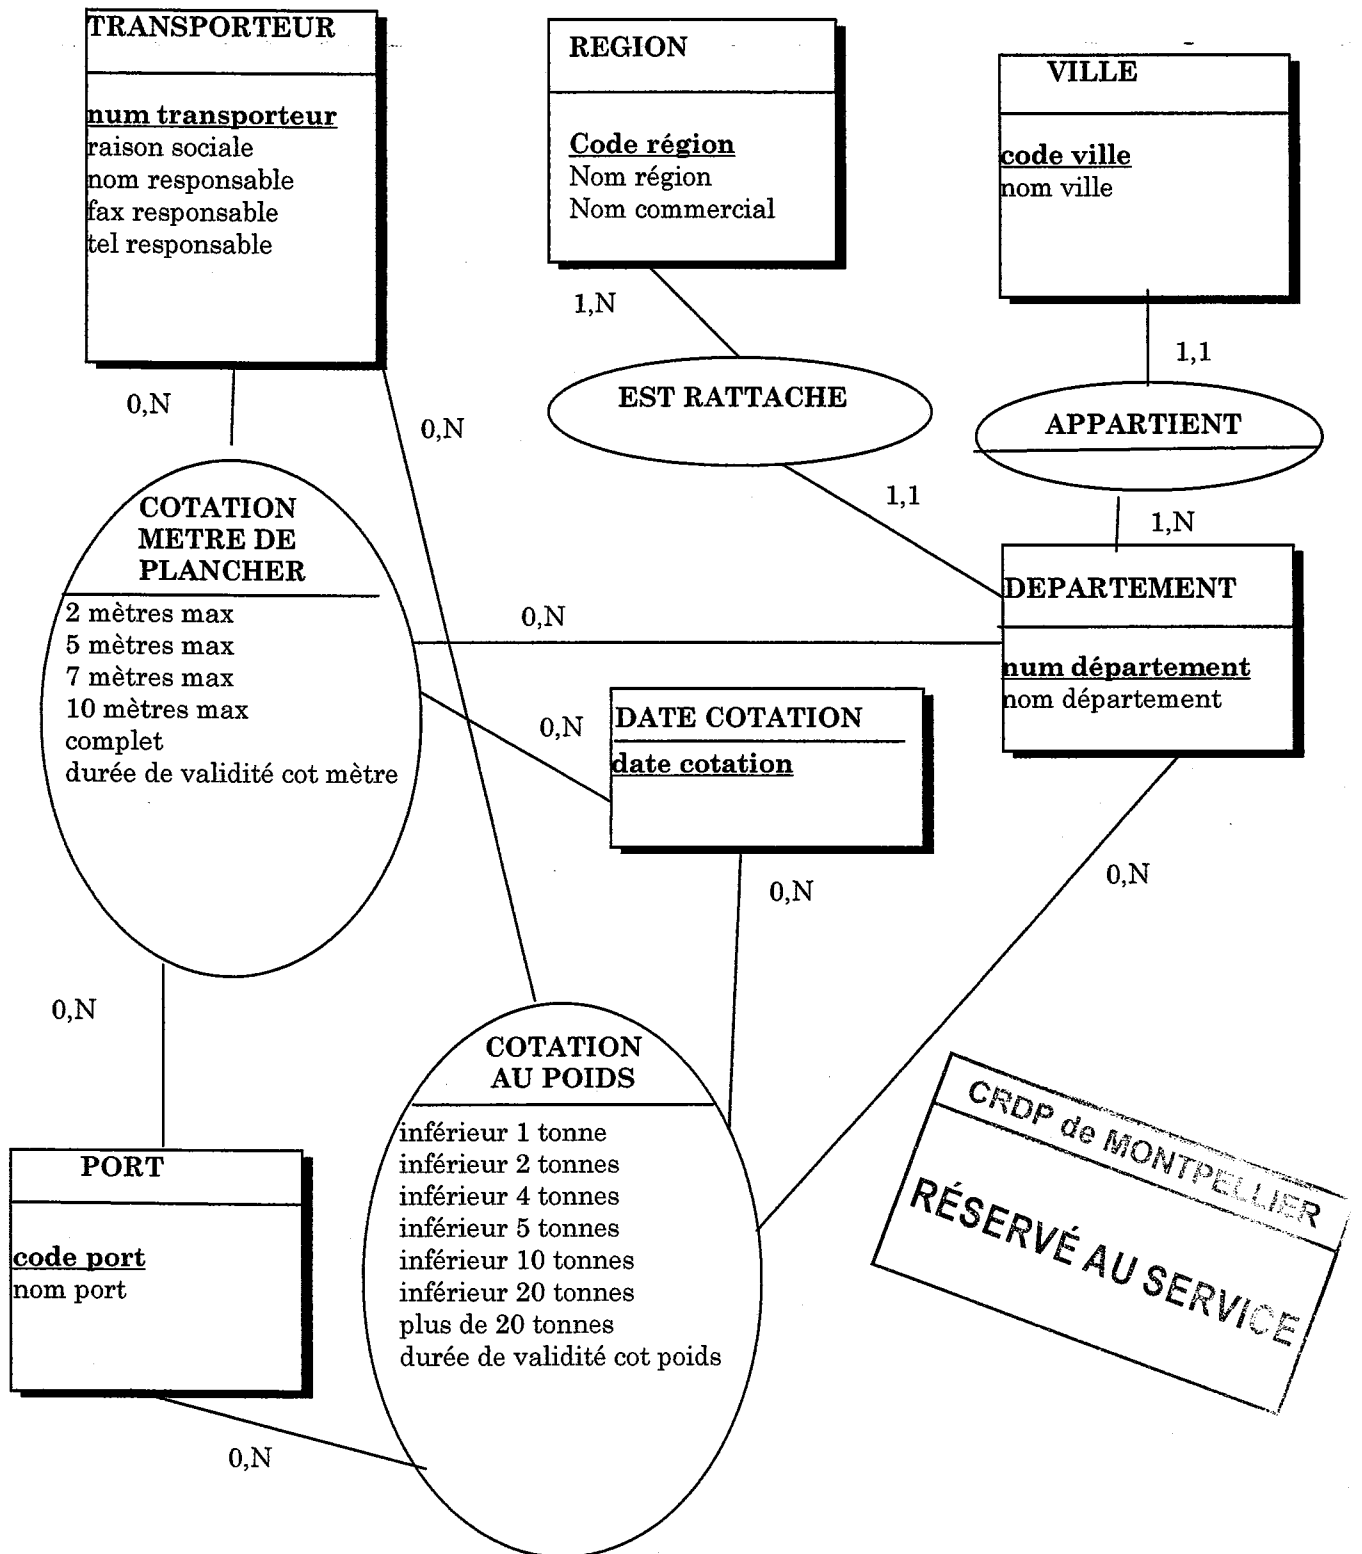 TRANSPORTEUR
num transporteur
raison sociale
nom responsable
fax responsable
tel responsable
REGION
Code région
Nom région
Nom commercial
VILLE
code ville
nom ville
1,N
1,1
0,N
0,N
EST RATTACHE
APPARTIENT
1,1
1,N
COTATION
METRE DE
PLANCHER
2 mètres max
5 mètres max
7 mètres max
10 mètres max
complet
durée de validité cot mètre
0,N
DEPARTEMENT
num département
nom département
0,N
DATE COTATION
date cotation
0,N
0,N
0,N
COTATION
AU POIDS
inférieur 1 tonne
inférieur 2 tonnes
inférieur 4 tonnes
inférieur 5 tonnes
inférieur 10 tonnes
inférieur 20 tonnes
plus de 20 tonnes
durée de validité cot poids
PORT
code port
nom port
0,N
CRDP de MONTPELLIER
RÉSERVÉ AU SERVICE